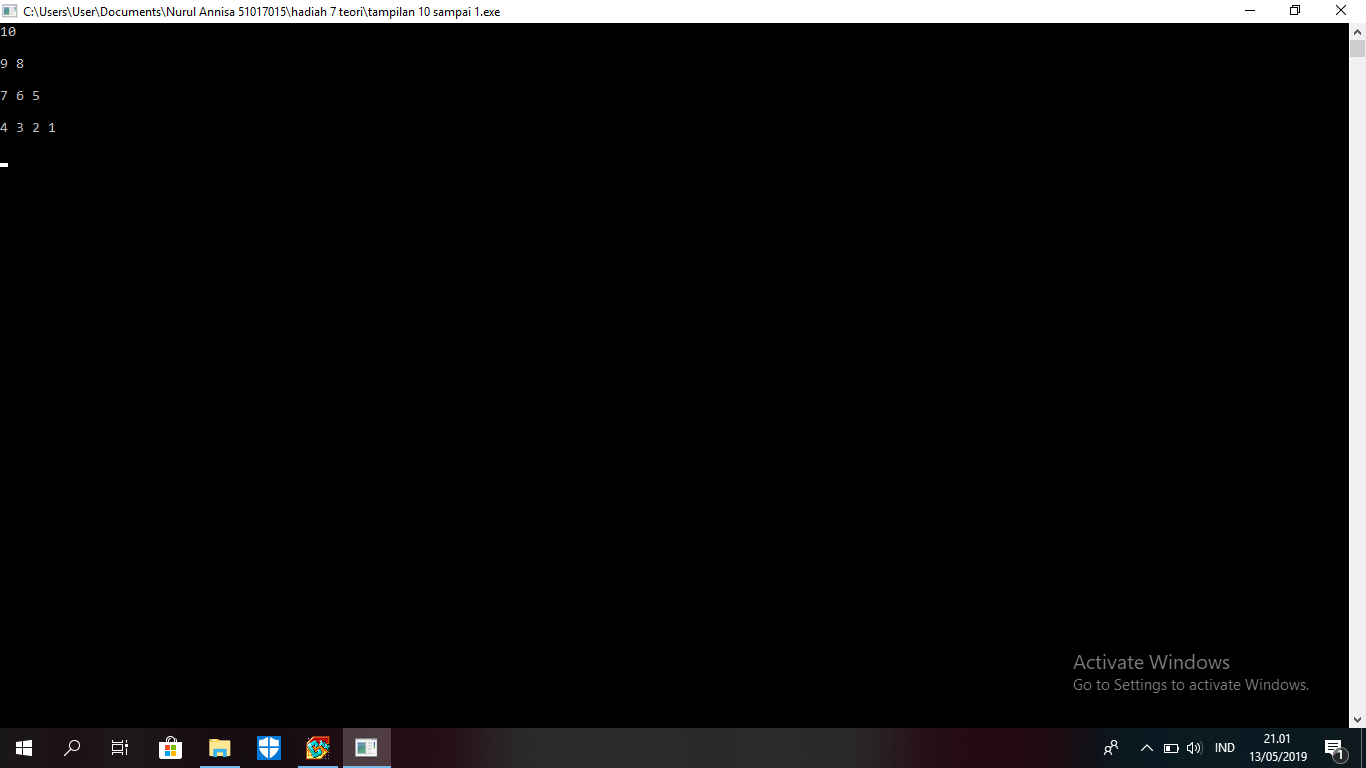 C:\Users\User\Documents\Nurul Annisa 51017015\hadiah 7 teori\tampilan 10 sampai 1.exe
10
9 8
7 6 5
4 3 2 1
Activate Windows
Go to Settings to activate Windows.
IND
21.01
13/05/2019
1